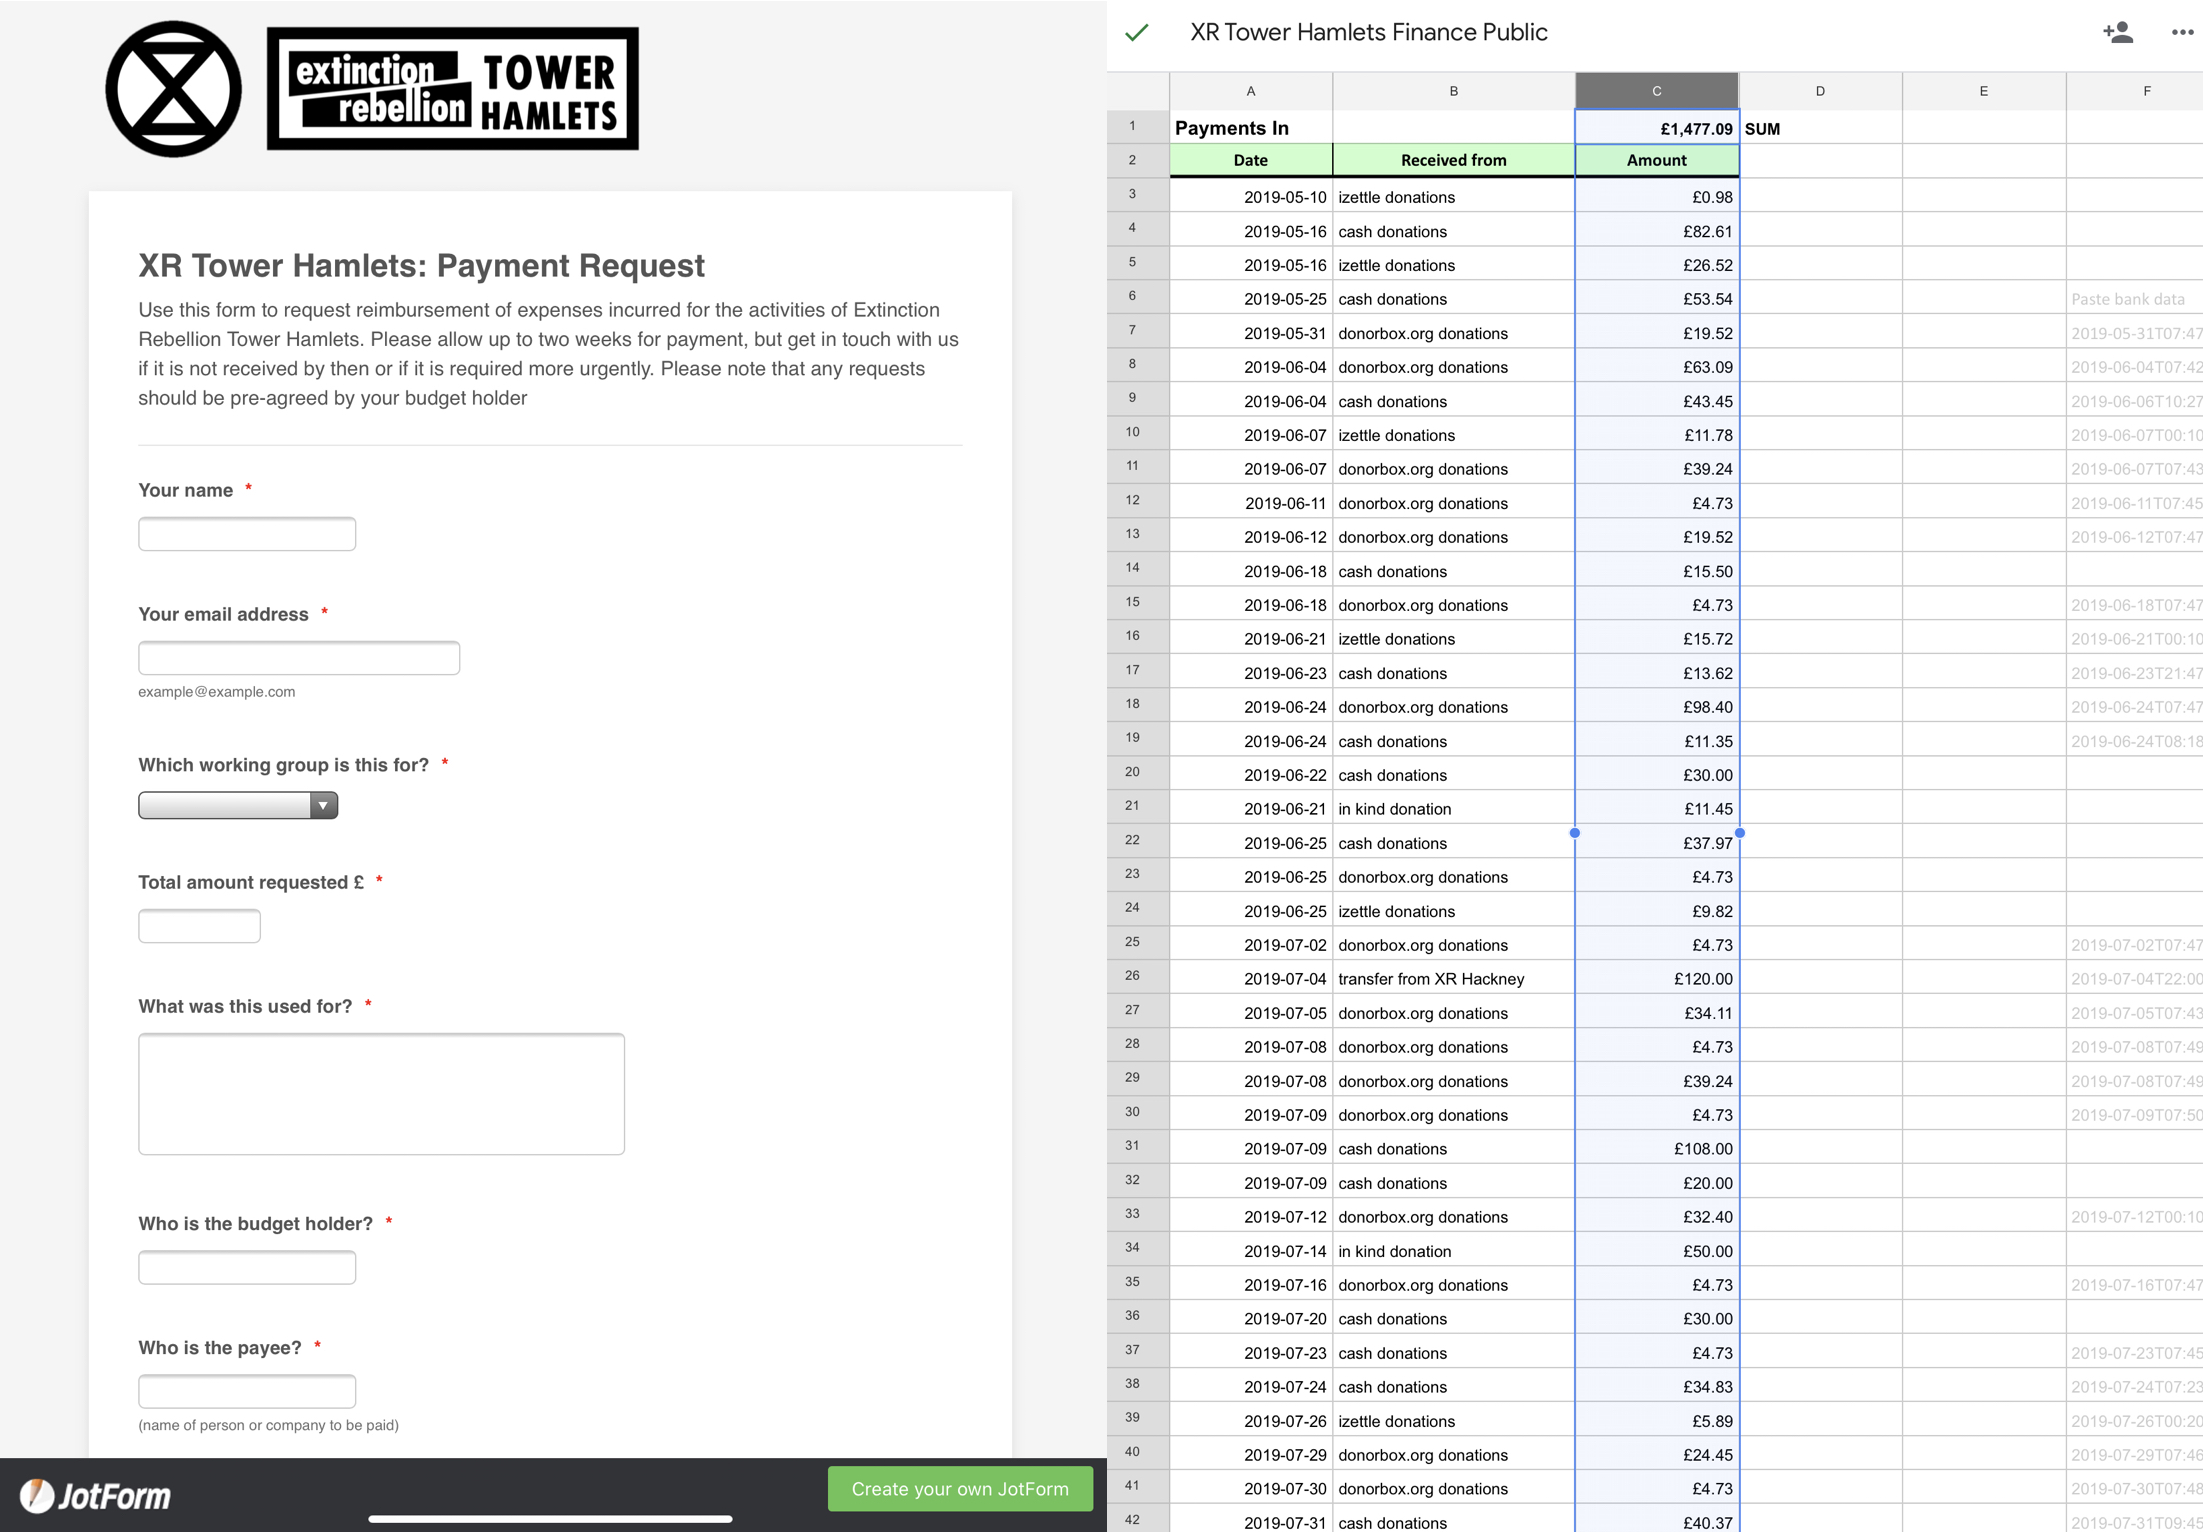 extinction
rebellion
TOWER
HAMLETS
XR Tower Hamlets: Payment Request
Use this form to request reimbursement of expenses incurred for the activities of Extinction
Rebellion Tower Hamlets. Please allow up to two weeks for payment, but get in touch with us
if it is not received by then or if it is required more urgently. Please note that any requests
should be pre-agreed by your budget holder
Your name *
Your email address *
example@example.com
Which working group is this for? *
Total amount requested £ *
What was this used for? *
Who is the budget holder? *
Who is the payee? *
(name of person or company to be paid)
JotForm
Create your own JotForm
XR Tower Hamlets Finance Public
A B C D E F
1 Payments In £1,477.09 SUM
2 Date Received from Amount
3 2019-05-10 izettle donations £0.98
4 2019-05-16 cash donations £82.61
5 2019-05-16 izettle donations £26.52
6 2019-05-25 cash donations £53.54 Paste bank data
7 2019-05-31 donorbox.org donations £19.52 2019-05-31T07:47
8 2019-06-04 donorbox.org donations £63.09 2019-06-04T07:42
9 2019-06-04 cash donations £43.45 2019-06-06T10:27
10 2019-06-07 izettle donations £11.78 2019-06-07T00:10
11 2019-06-07 donorbox.org donations £39.24 2019-06-07T07:43
12 2019-06-11 donorbox.org donations £4.73 2019-06-11T07:45
13 2019-06-12 donorbox.org donations £19.52 2019-06-12T07:47
14 2019-06-18 cash donations £15.50
15 2019-06-18 donorbox.org donations £4.73 2019-06-18T07:47
16 2019-06-21 izettle donations £15.72 2019-06-21T00:10
17 2019-06-23 cash donations £13.62 2019-06-23T21:47
18 2019-06-24 donorbox.org donations £98.40 2019-06-24T07:47
19 2019-06-24 cash donations £11.35 2019-06-24T08:18
20 2019-06-22 cash donations £30.00
21 2019-06-21 in kind donation £11.45
22 2019-06-25 cash donations £37.97
23 2019-06-25 donorbox.org donations £4.73
24 2019-06-25 izettle donations £9.82
25 2019-07-02 donorbox.org donations £4.73 2019-07-02T07:47
26 2019-07-04 transfer from XR Hackney £120.00 2019-07-04T22:00
27 2019-07-05 donorbox.org donations £34.11 2019-07-05T07:43
28 2019-07-08 donorbox.org donations £4.73 2019-07-08T07:49
29 2019-07-08 donorbox.org donations £39.24 2019-07-08T07:49
30 2019-07-09 donorbox.org donations £4.73 2019-07-09T07:50
31 2019-07-09 cash donations £108.00
32 2019-07-09 cash donations £20.00
33 2019-07-12 donorbox.org donations £32.40 2019-07-12T00:10
34 2019-07-14 in kind donation £50.00
35 2019-07-16 donorbox.org donations £4.73 2019-07-16T07:47
36 2019-07-20 cash donations £30.00
37 2019-07-23 cash donations £4.73 2019-07-23T07:45
38 2019-07-24 cash donations £34.83 2019-07-24T07:23
39 2019-07-26 izettle donations £5.89 2019-07-26T00:20
40 2019-07-29 donorbox.org donations £24.45 2019-07-29T07:46
41 2019-07-30 donorbox.org donations £4.73 2019-07-30T07:48
42 2019-07-31 cash donations £40.37 2019-07-31T09:45